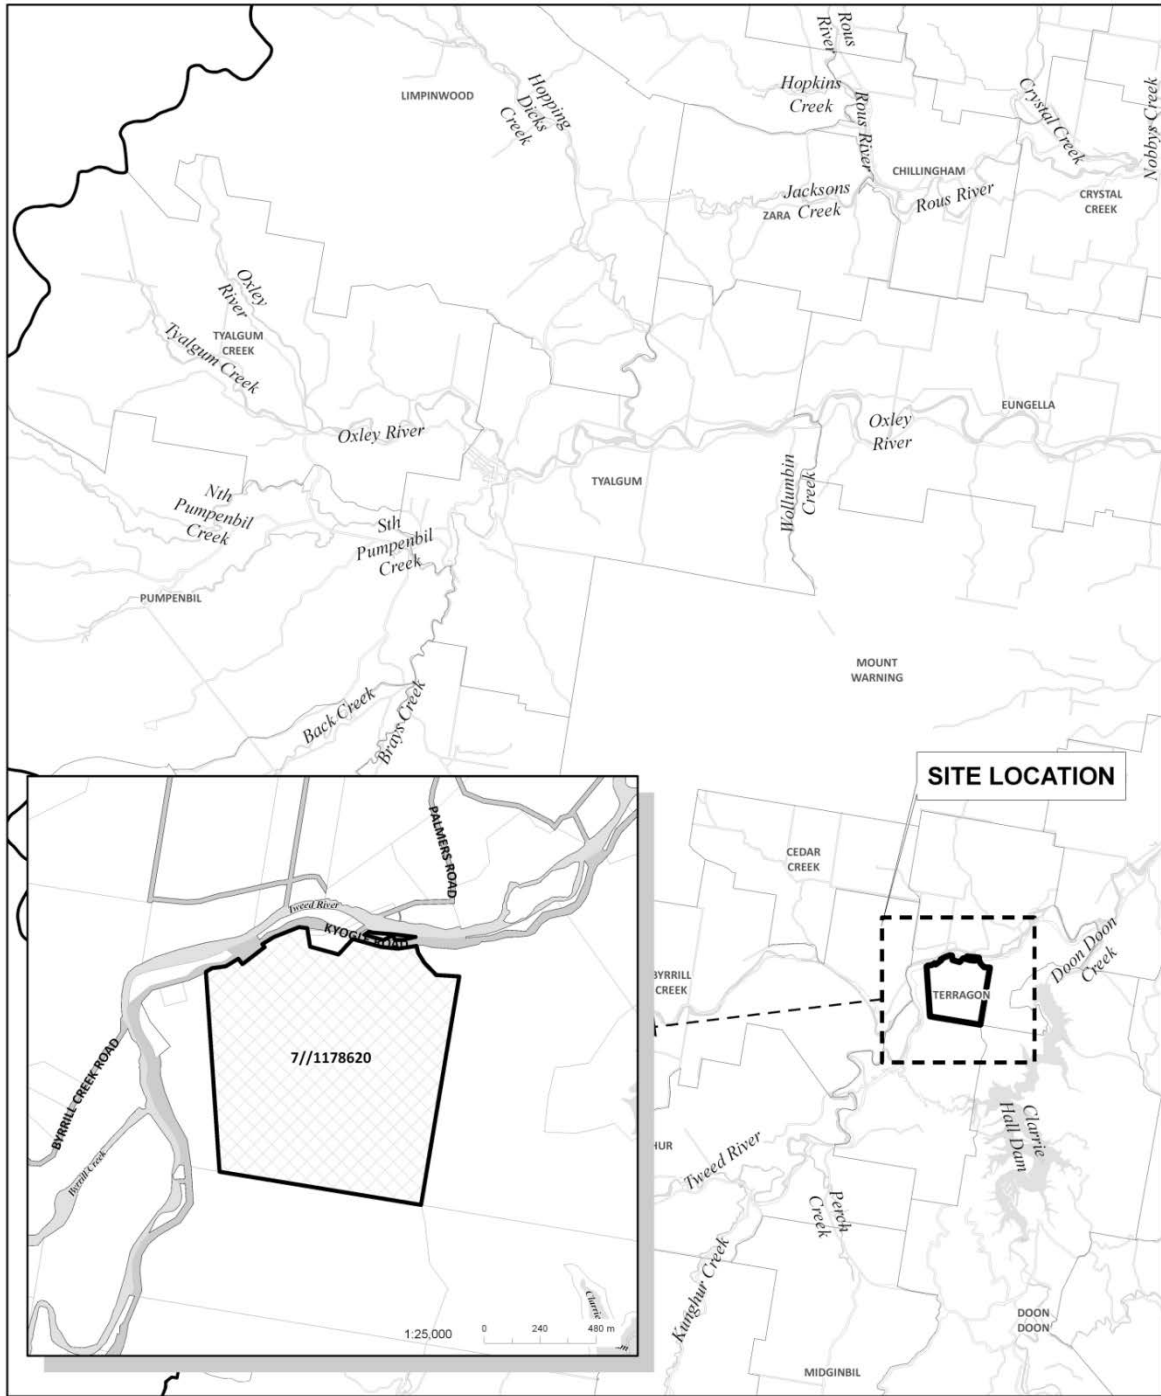 Rous
River
Hopping
Dicks
Creek
LIMPINWOOD
Hopkins
Creek
Rous River
Crystal Creek
Nobbys Creek
CHILLINGHAM
Jacksons
Creek
ZARA
Rous River
CRYSTAL
CREEK
Oxley
River
TYALGUM
CREEK
Tyalgum Creek
Oxley River
EUNGELLA
Oxley
River
TYALGUM
Wollumbin
Creek
Nth
Pumpenbil
Creek
Sth
Pumpenbil
Creek
PUMPENBIL
MOUNT
WARNING
Back Creek
Brays Creek
SITE LOCATION
CEDAR
CREEK
BYRRILL
CREEK
Doon Doon
Creek
TERRAGON
Clarrie
Hall Dam
HUR
Tweed River
Perch
Creek
Kunghur Creek
DOON
DOON
MIDGINBIL
PALMERS ROAD
Tweed River
KYOGLE ROAD
BYRRILL CREEK ROAD
Byrrill Creek
7//1178620
Clarrie
1:25,000
0 240 480 m